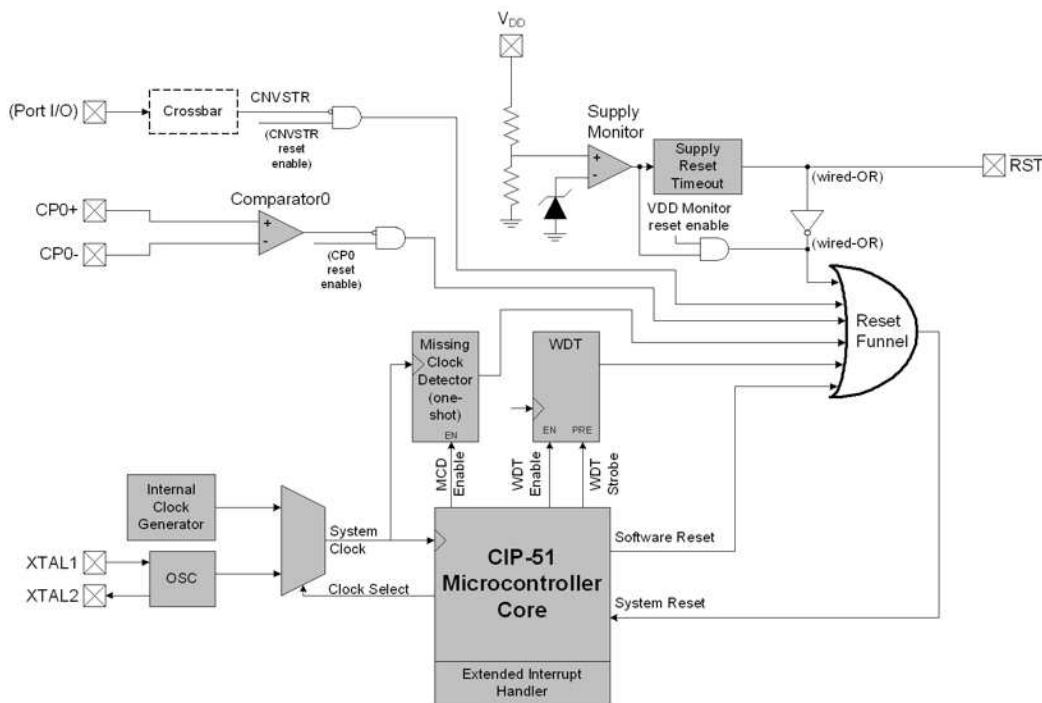 VDD
(Port I/O)
Crossbar
CNVSTR
(CNVSTR
reset
enable)
Supply
Monitor
+
-
Supply
Reset
Timeout
(wired-OR)
RST
CP0+
CP0-
Comparator0
+
-
(CP0
reset
enable)
VDD Monitor
reset enable
(wired-OR)
Reset
Funnel
Missing
Clock
Detector
(one-
shot)
EN
WDT
EN
PRE
MCD
Enable
WDT
Enable
WDT
Strobe
Internal
Clock
Generator
System
Clock
XTAL1
XTAL2
OSC
Clock Select
CIP-51
Microcontroller
Core
Software Reset
System Reset
Extended Interrupt
Handler